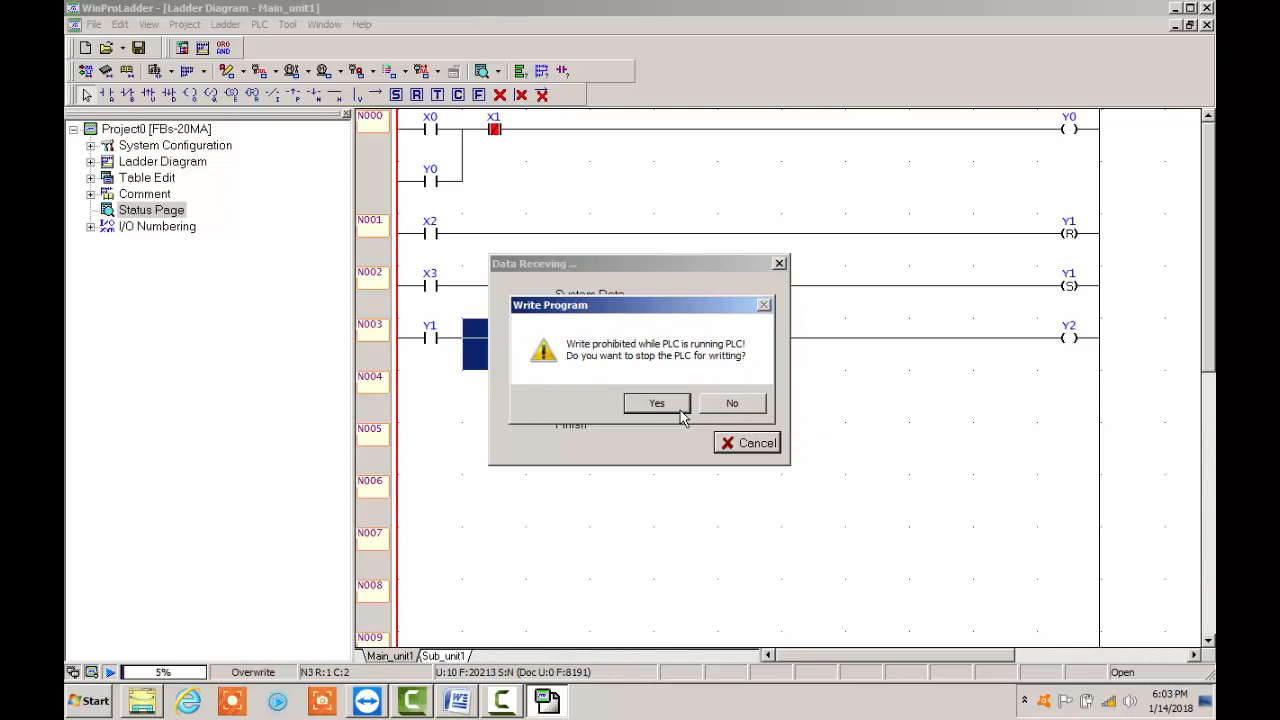 WinProLadder - [Ladder Diagram - Main_unit1]
File Edit View Project Ladder PLC Tool Window Help
ORG
AND
A B U D Q S R P N H V
S R T C F
Project0 [FBs-20MA]
System Configuration
Ladder Diagram
Table Edit
Comment
Status Page
I/O Numbering
N000 X0 X1 Y0
Y0
N001 X2 Y1
(R)
N002 X3 Y1
(S)
N003 Y1 Y2
N004
N005
N006
N007
N008
N009
Data Receving ...
System Data
Write Program
Write prohibited while PLC is running PLC!
Do you want to stop the PLC for writting?
Yes No
Finish
Cancel
Main_unit1 Sub_unit1
5% Overwrite N3 R:1 C:2 U:10 F:20213 S:N (Doc U:0 F:8191) Open
Start
6:03 PM
1/14/2018